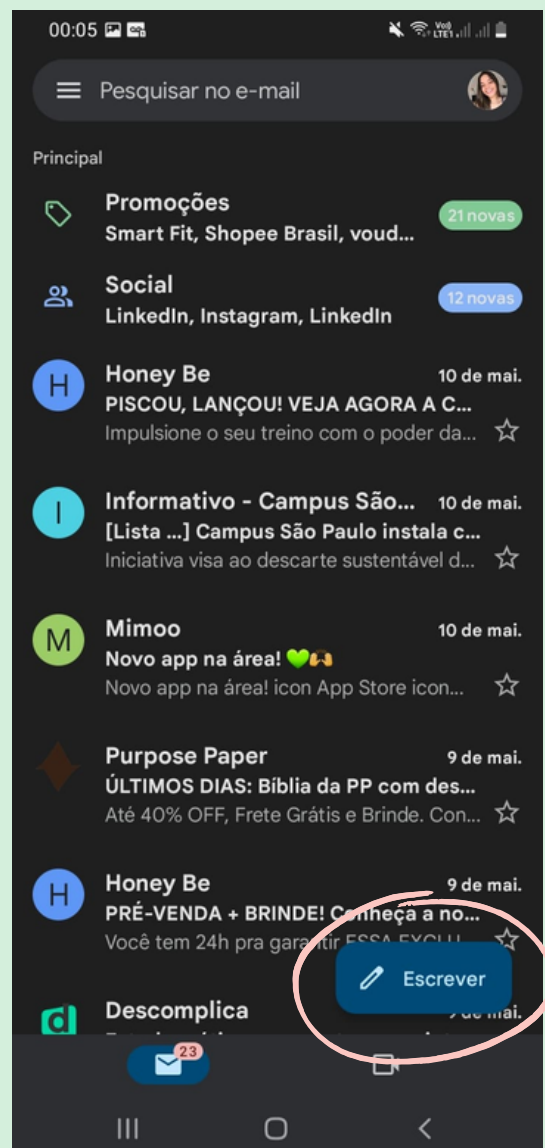 00:05
Vo))
LTE1
Pesquisar no e-mail
Principal
Promoções
21 novas
Smart Fit, Shopee Brasil, voud...
Social
12 novas
LinkedIn, Instagram, LinkedIn
H
Honey Be
10 de mai.
PISCOU, LANÇOU! VEJA AGORA A C...
Impulsione o seu treino com o poder da...
I
Informativo - Campus São...
10 de mai.
[Lista ...] Campus São Paulo instala c...
Iniciativa visa ao descarte sustentável d...
M
Mimoo
10 de mai.
Novo app na área! 💚🙌
Novo app na área! icon App Store icon...
Purpose Paper
9 de mai.
ÚLTIMOS DIAS: Bíblia da PP com des...
Até 40% OFF, Frete Grátis e Brinde. Con...
H
Honey Be
9 de mai.
PRÉ-VENDA + BRINDE! Conheça a no...
Você tem 24h pra garantir ESSA
Escrever
d
Descomplica
mai.
23